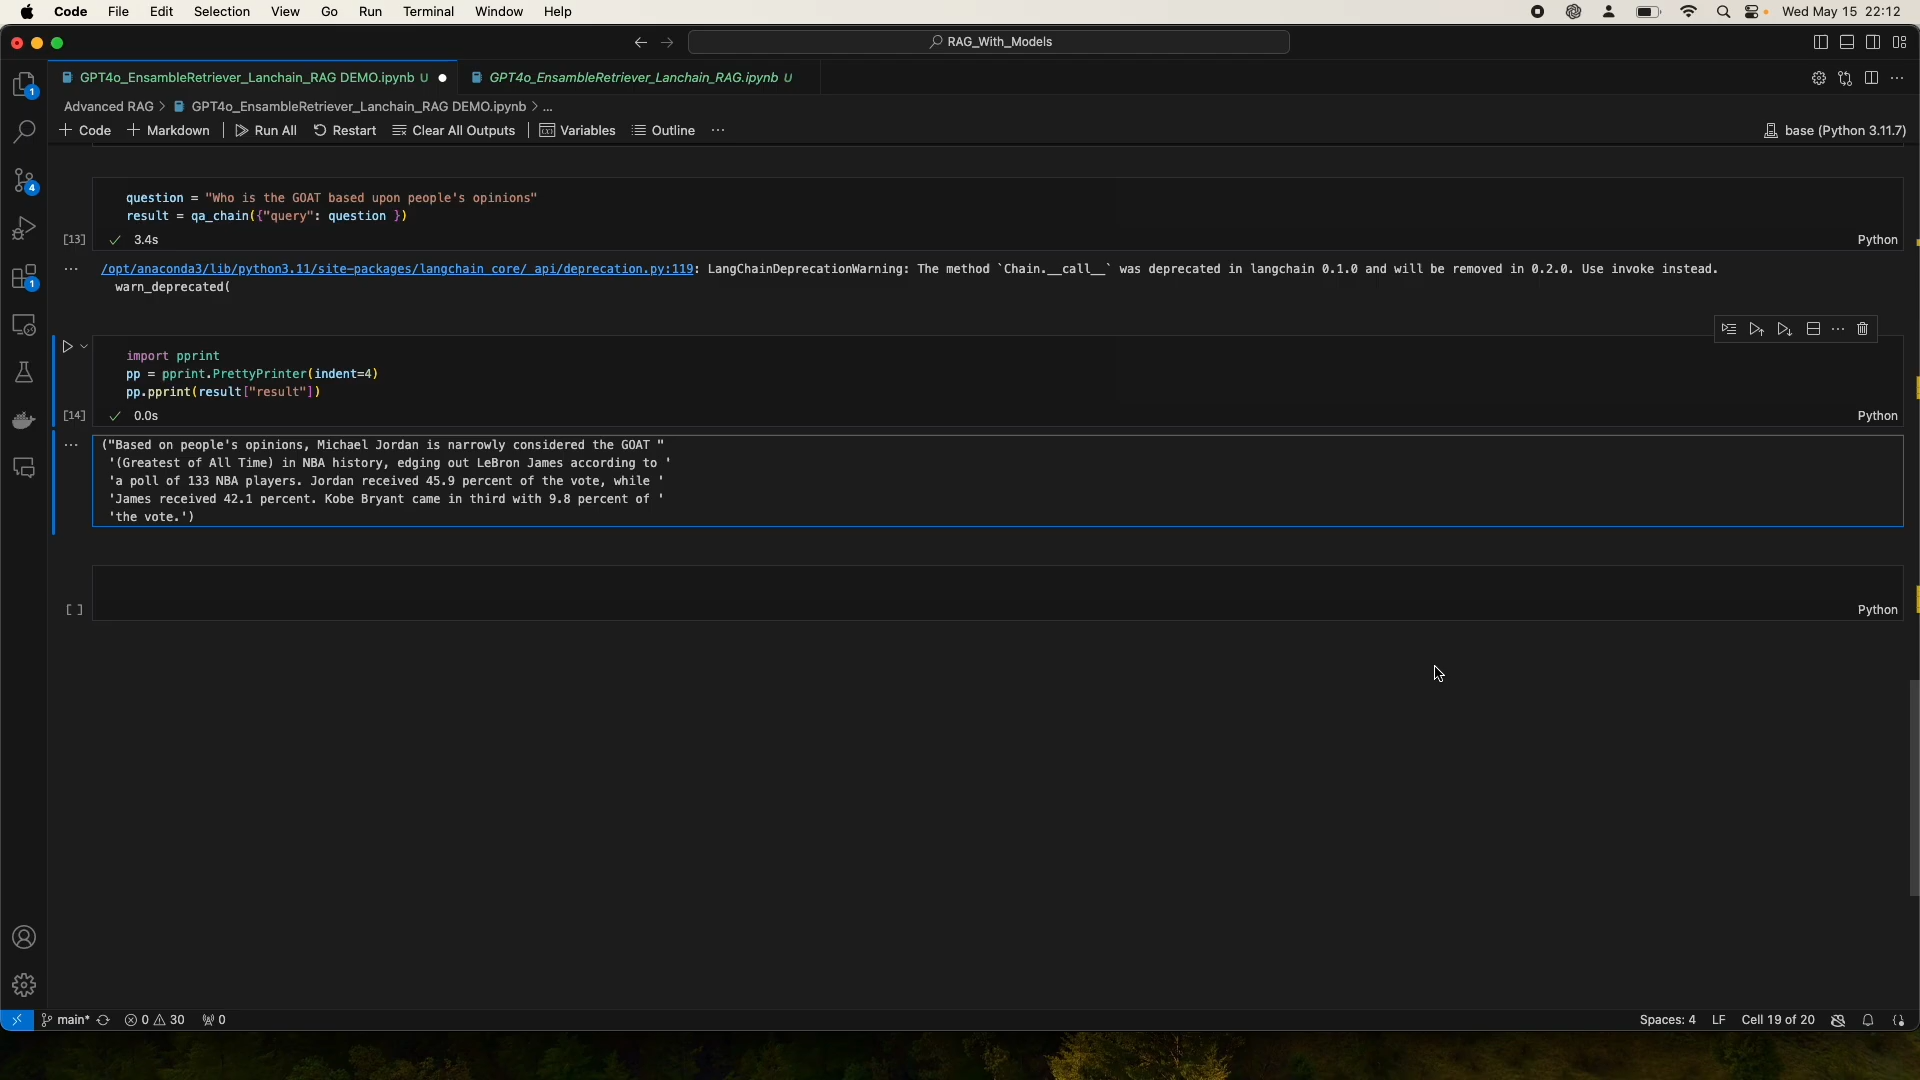 Code File Edit Selection View Go Run Terminal Window Help Wed May 15 22:12
RAG_With_Models
GPT4o_EnsambleRetriever_Lanchain_RAG DEMO.ipynb U GPT4o_EnsambleRetriever_Lanchain_RAG.ipynb U
Advanced RAG > GPT4o_EnsambleRetriever_Lanchain_RAG DEMO.ipynb > ...
+ Code + Markdown Run All Restart Clear All Outputs Variables Outline ... base (Python 3.11.7)
question = "Who is the GOAT based upon people's opinions"
result = qa_chain({"query": question })
[13] 3.4s Python
... /opt/anaconda3/lib/python3.11/site-packages/langchain_core/_api/deprecation.py:119: LangChainDeprecationWarning: The method `Chain.__call__` was deprecated in langchain 0.1.0 and will be removed in 0.2.0. Use invoke instead.
warn_deprecated(
import pprint
pp = pprint.PrettyPrinter(indent=4)
pp.pprint(result["result"])
[14] 0.0s Python
... ("Based on people's opinions, Michael Jordan is narrowly considered the GOAT "
'(Greatest of All Time) in NBA history, edging out LeBron James according to '
'a poll of 133 NBA players. Jordan received 45.9 percent of the vote, while '
'James received 42.1 percent. Kobe Bryant came in third with 9.8 percent of '
'the vote.')
[ ] Python
1
4
1
main* 0 30 0 Spaces: 4 LF Cell 19 of 20